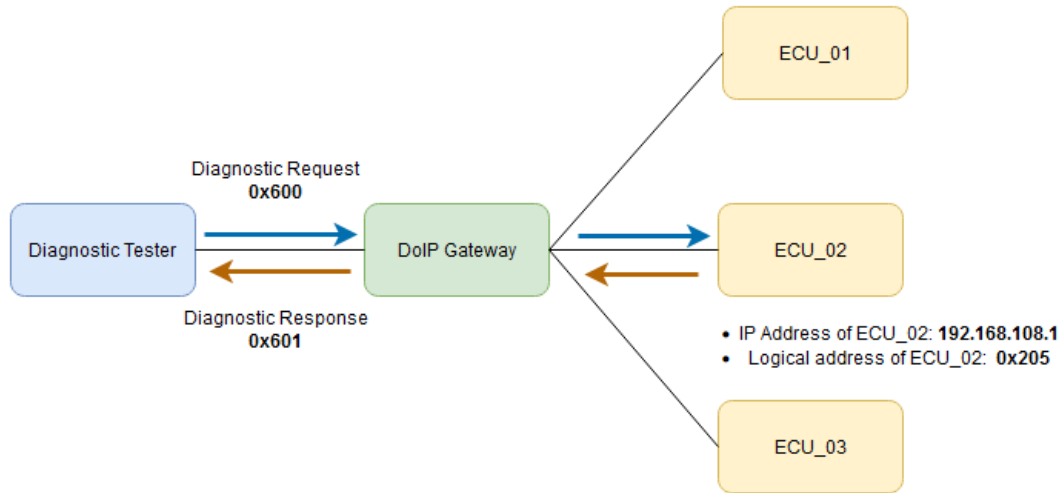 ECU_01
Diagnostic Request
0x600
Diagnostic Tester
DoIP Gateway
ECU_02
Diagnostic Response
0x601
• IP Address of ECU_02: 192.168.108.1
• Logical address of ECU_02: 0x205
ECU_03